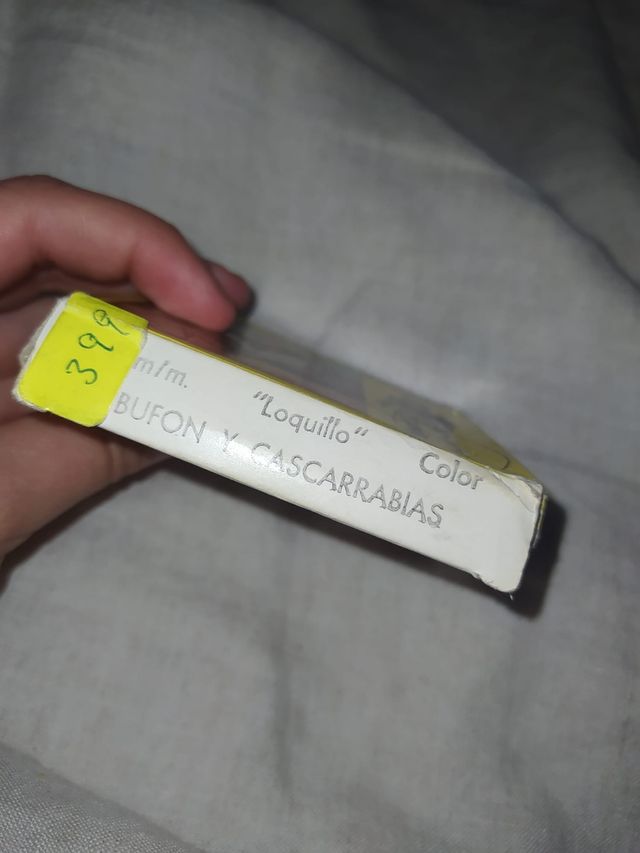 399
m/m. "Loquillo" Color
BUFON Y CASCARRABIAS